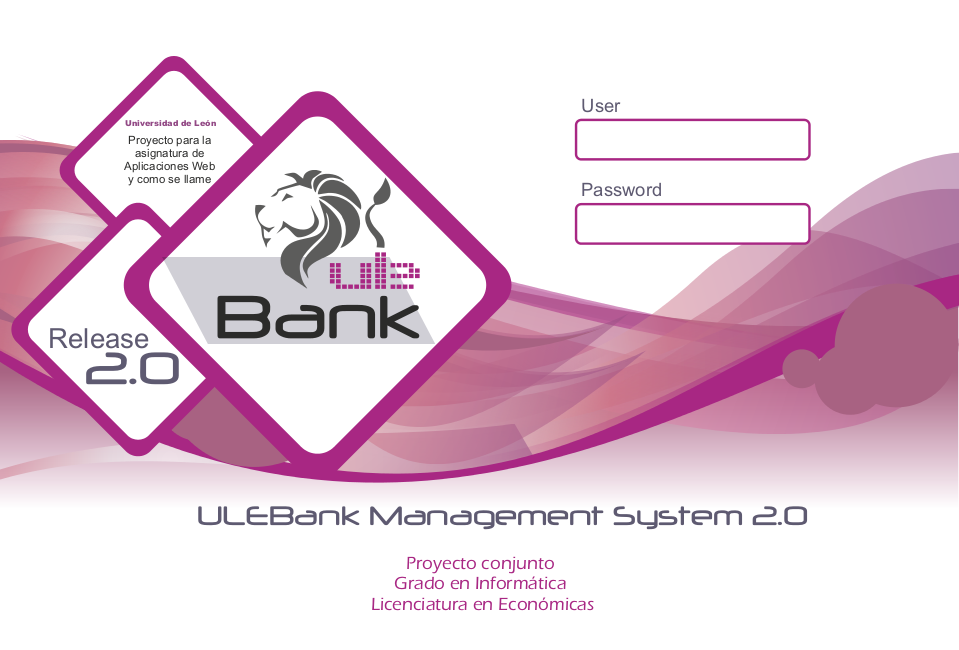 Universidad de León
Proyecto para la
asignatura de
Aplicaciones Web
y como se llame
User
Password
ule
Bank
Release
2.0
ULEBank Management System 2.0
Proyecto conjunto
Grado en Informática
Licenciatura en Económicas